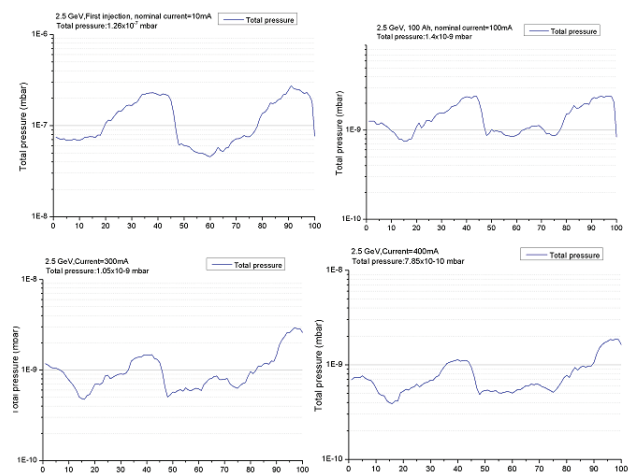 2.5 GeV,First injection, nominal current=10mA
Total pressure:1.26x10-7 mbar
Total pressure
1E-6
1E-7
1E-8
Total pressure (mbar)
0 10 20 30 40 50 60 70 80 90 100
2.5 GeV, 100 Ah, nominal current=100mA
Total pressure:1.4x10-9 mbar
Total pressure
1E-9
1E-10
Total pressure (mbar)
0 10 20 30 40 50 60 70 80 90 100
2.5 GeV,Current=300mA
Total pressure:1.05x10-9 mbar
Total pressure
1E-8
1E-9
1E-10
Total pressure (mbar)
0 10 20 30 40 50 60 70 80 90 100
2.5 GeV,Current=400mA
Total pressure:7.85x10-10 mbar
Total pressure
1E-8
1E-9
1E-10
Total pressure (mbar)
0 10 20 30 40 50 60 70 80 90 100